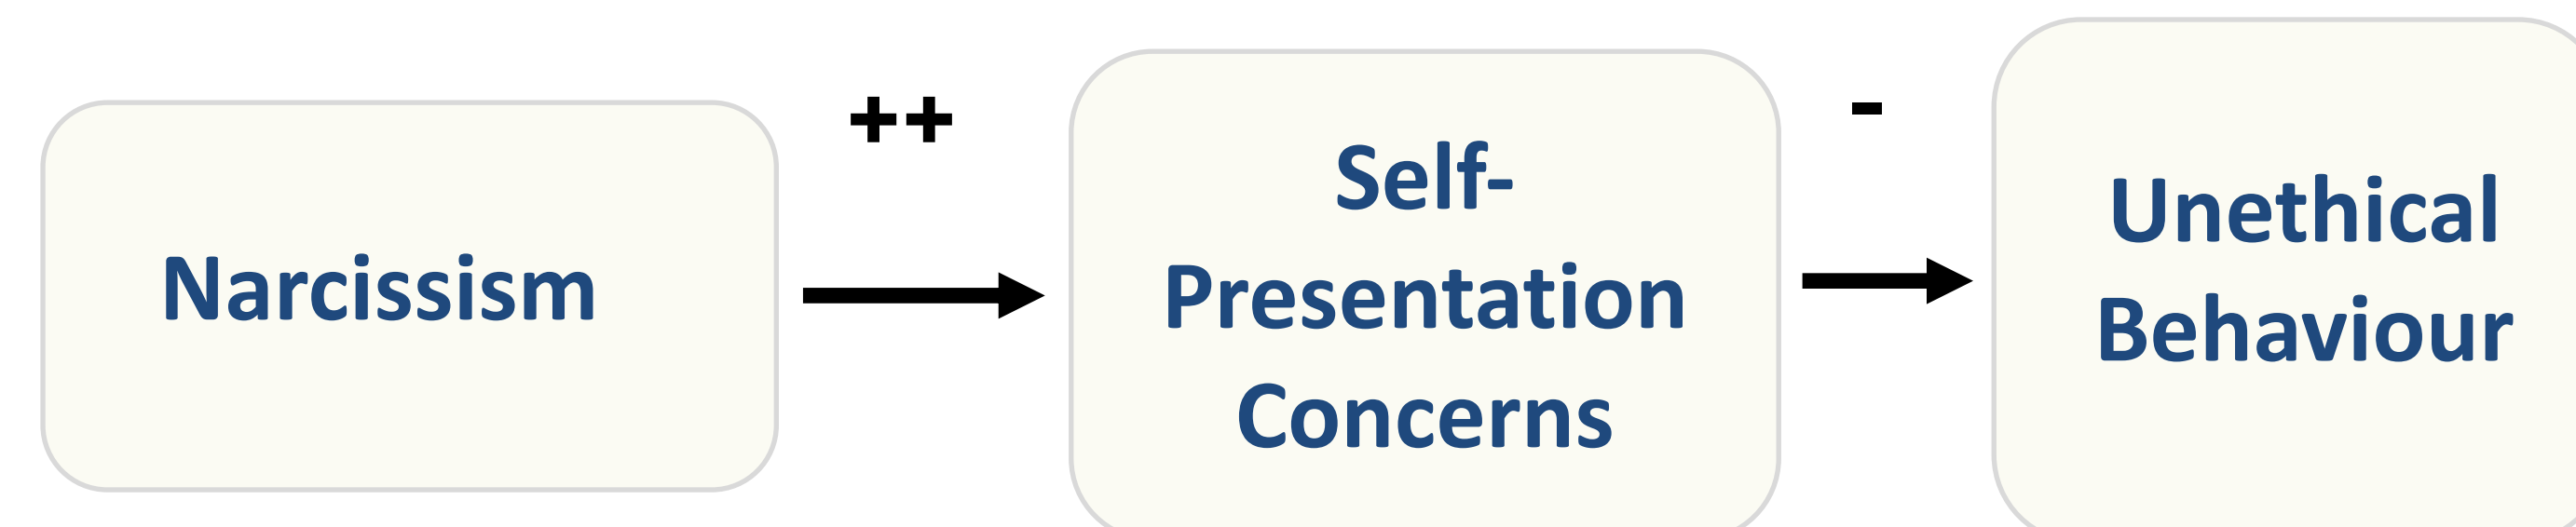 Narcissism
++
Self-
Presentation
Concerns
-
Unethical
Behaviour